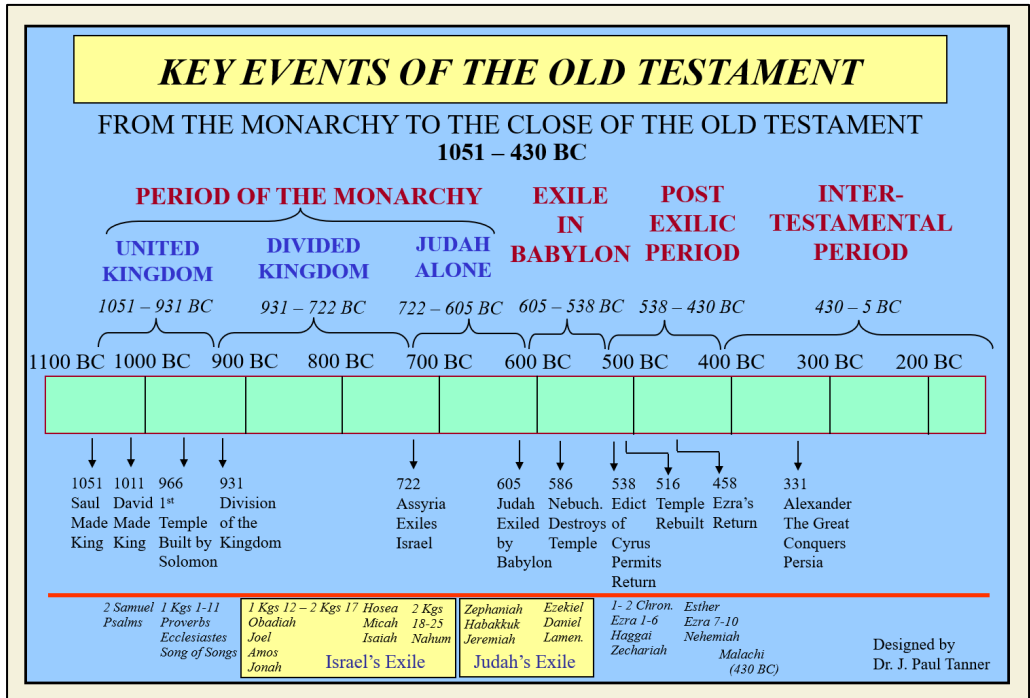 KEY EVENTS OF THE OLD TESTAMENT
FROM THE MONARCHY TO THE CLOSE OF THE OLD TESTAMENT
1051 – 430 BC
PERIOD OF THE MONARCHY
UNITED
KINGDOM
1051 – 931 BC
DIVIDED
KINGDOM
931 – 722 BC
JUDAH
ALONE
722 – 605 BC
EXILE
IN
BABYLON
605 – 538 BC
POST
EXILIC
PERIOD
538 – 430 BC
INTER-
TESTAMENTAL
PERIOD
430 – 5 BC
1100 BC 1000 BC 900 BC 800 BC 700 BC 600 BC 500 BC 400 BC 300 BC 200 BC
1051
Saul
Made
King
1011
David
Made
King
966
1st
Temple
Built by
Solomon
931
Division
of the
Kingdom
722
Assyria
Exiles
Israel
605
Judah
Exiled
by
Babylon
586
Nebuch.
Destroys
Temple
538
Edict
of
Cyrus
Permits
Return
516
Temple
Rebuilt
458
Ezra's
Return
331
Alexander
The Great
Conquers
Persia
2 Samuel
Psalms
1 Kgs 1-11
Proverbs
Ecclesiastes
Song of Songs
1 Kgs 12 – 2 Kgs 17
Obadiah
Joel
Amos
Jonah
Hosea
Micah
Isaiah
2 Kgs
18-25
Nahum
Israel's Exile
Zephaniah
Habakkuk
Jeremiah
Ezekiel
Daniel
Lamen.
Judah's Exile
1- 2 Chron.
Ezra 1-6
Haggai
Zechariah
Esther
Ezra 7-10
Nehemiah
Malachi
(430 BC)
Designed by
Dr. J. Paul Tanner